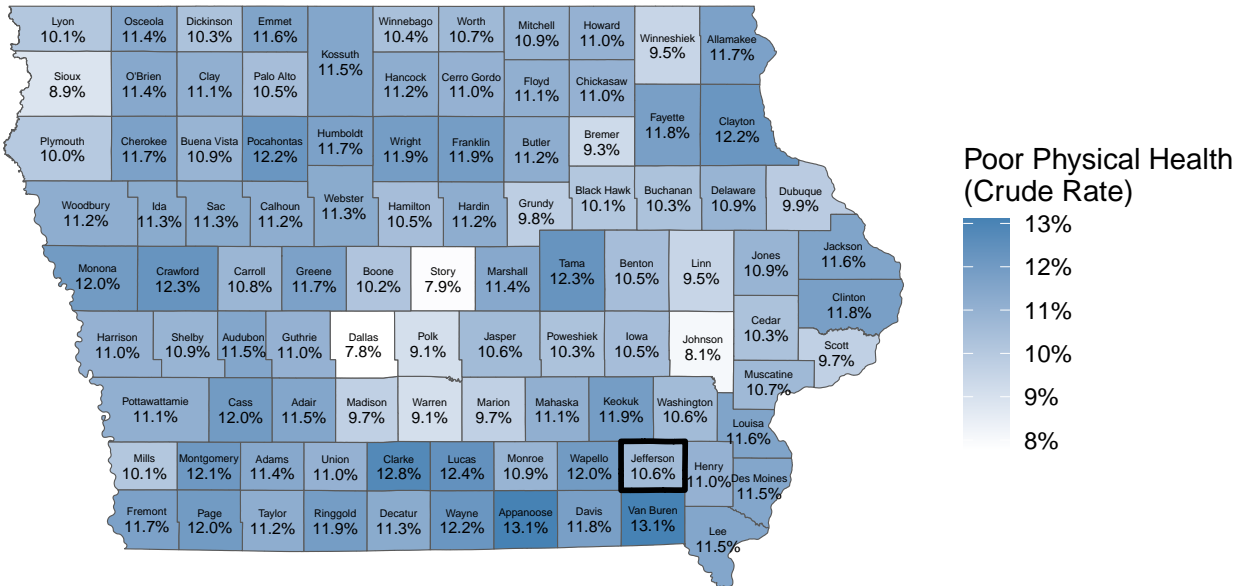 Lyon
10.1%
Osceola
11.4%
Dickinson
10.3%
Emmet
11.6%
Kossuth
11.5%
Winnebago
10.4%
Worth
10.7%
Mitchell
10.9%
Howard
11.0%
Winneshiek
9.5%
Allamakee
11.7%
Sioux
8.9%
O'Brien
11.4%
Clay
11.1%
Palo Alto
10.5%
Hancock
11.2%
Cerro Gordo
11.0%
Floyd
11.1%
Chickasaw
11.0%
Fayette
11.8%
Clayton
12.2%
Plymouth
10.0%
Cherokee
11.7%
Buena Vista
10.9%
Pocahontas
12.2%
Humboldt
11.7%
Wright
11.9%
Franklin
11.9%
Butler
11.2%
Bremer
9.3%
Woodbury
11.2%
Ida
11.3%
Sac
11.3%
Calhoun
11.2%
Webster
11.3%
Hamilton
10.5%
Hardin
11.2%
Grundy
9.8%
Black Hawk
10.1%
Buchanan
10.3%
Delaware
10.9%
Dubuque
9.9%
Monona
12.0%
Crawford
12.3%
Carroll
10.8%
Greene
11.7%
Boone
10.2%
Story
7.9%
Marshall
11.4%
Tama
12.3%
Benton
10.5%
Linn
9.5%
Jones
10.9%
Jackson
11.6%
Clinton
11.8%
Harrison
11.0%
Shelby
10.9%
Audubon
11.5%
Guthrie
11.0%
Dallas
7.8%
Polk
9.1%
Jasper
10.6%
Poweshiek
10.3%
Iowa
10.5%
Johnson
8.1%
Cedar
10.3%
Scott
9.7%
Muscatine
10.7%
Pottawattamie
11.1%
Cass
12.0%
Adair
11.5%
Madison
9.7%
Warren
9.1%
Marion
9.7%
Mahaska
11.1%
Keokuk
11.9%
Washington
10.6%
Louisa
11.6%
Mills
10.1%
Montgomery
12.1%
Adams
11.4%
Union
11.0%
Clarke
12.8%
Lucas
12.4%
Monroe
10.9%
Wapello
12.0%
Jefferson
10.6%
Henry
11.0%
Des Moines
11.5%
Fremont
11.7%
Page
12.0%
Taylor
11.2%
Ringgold
11.9%
Decatur
11.3%
Wayne
12.2%
Appanoose
13.1%
Davis
11.8%
Van Buren
13.1%
Lee
11.5%
Poor Physical Health
(Crude Rate)
13%
12%
11%
10%
9%
8%